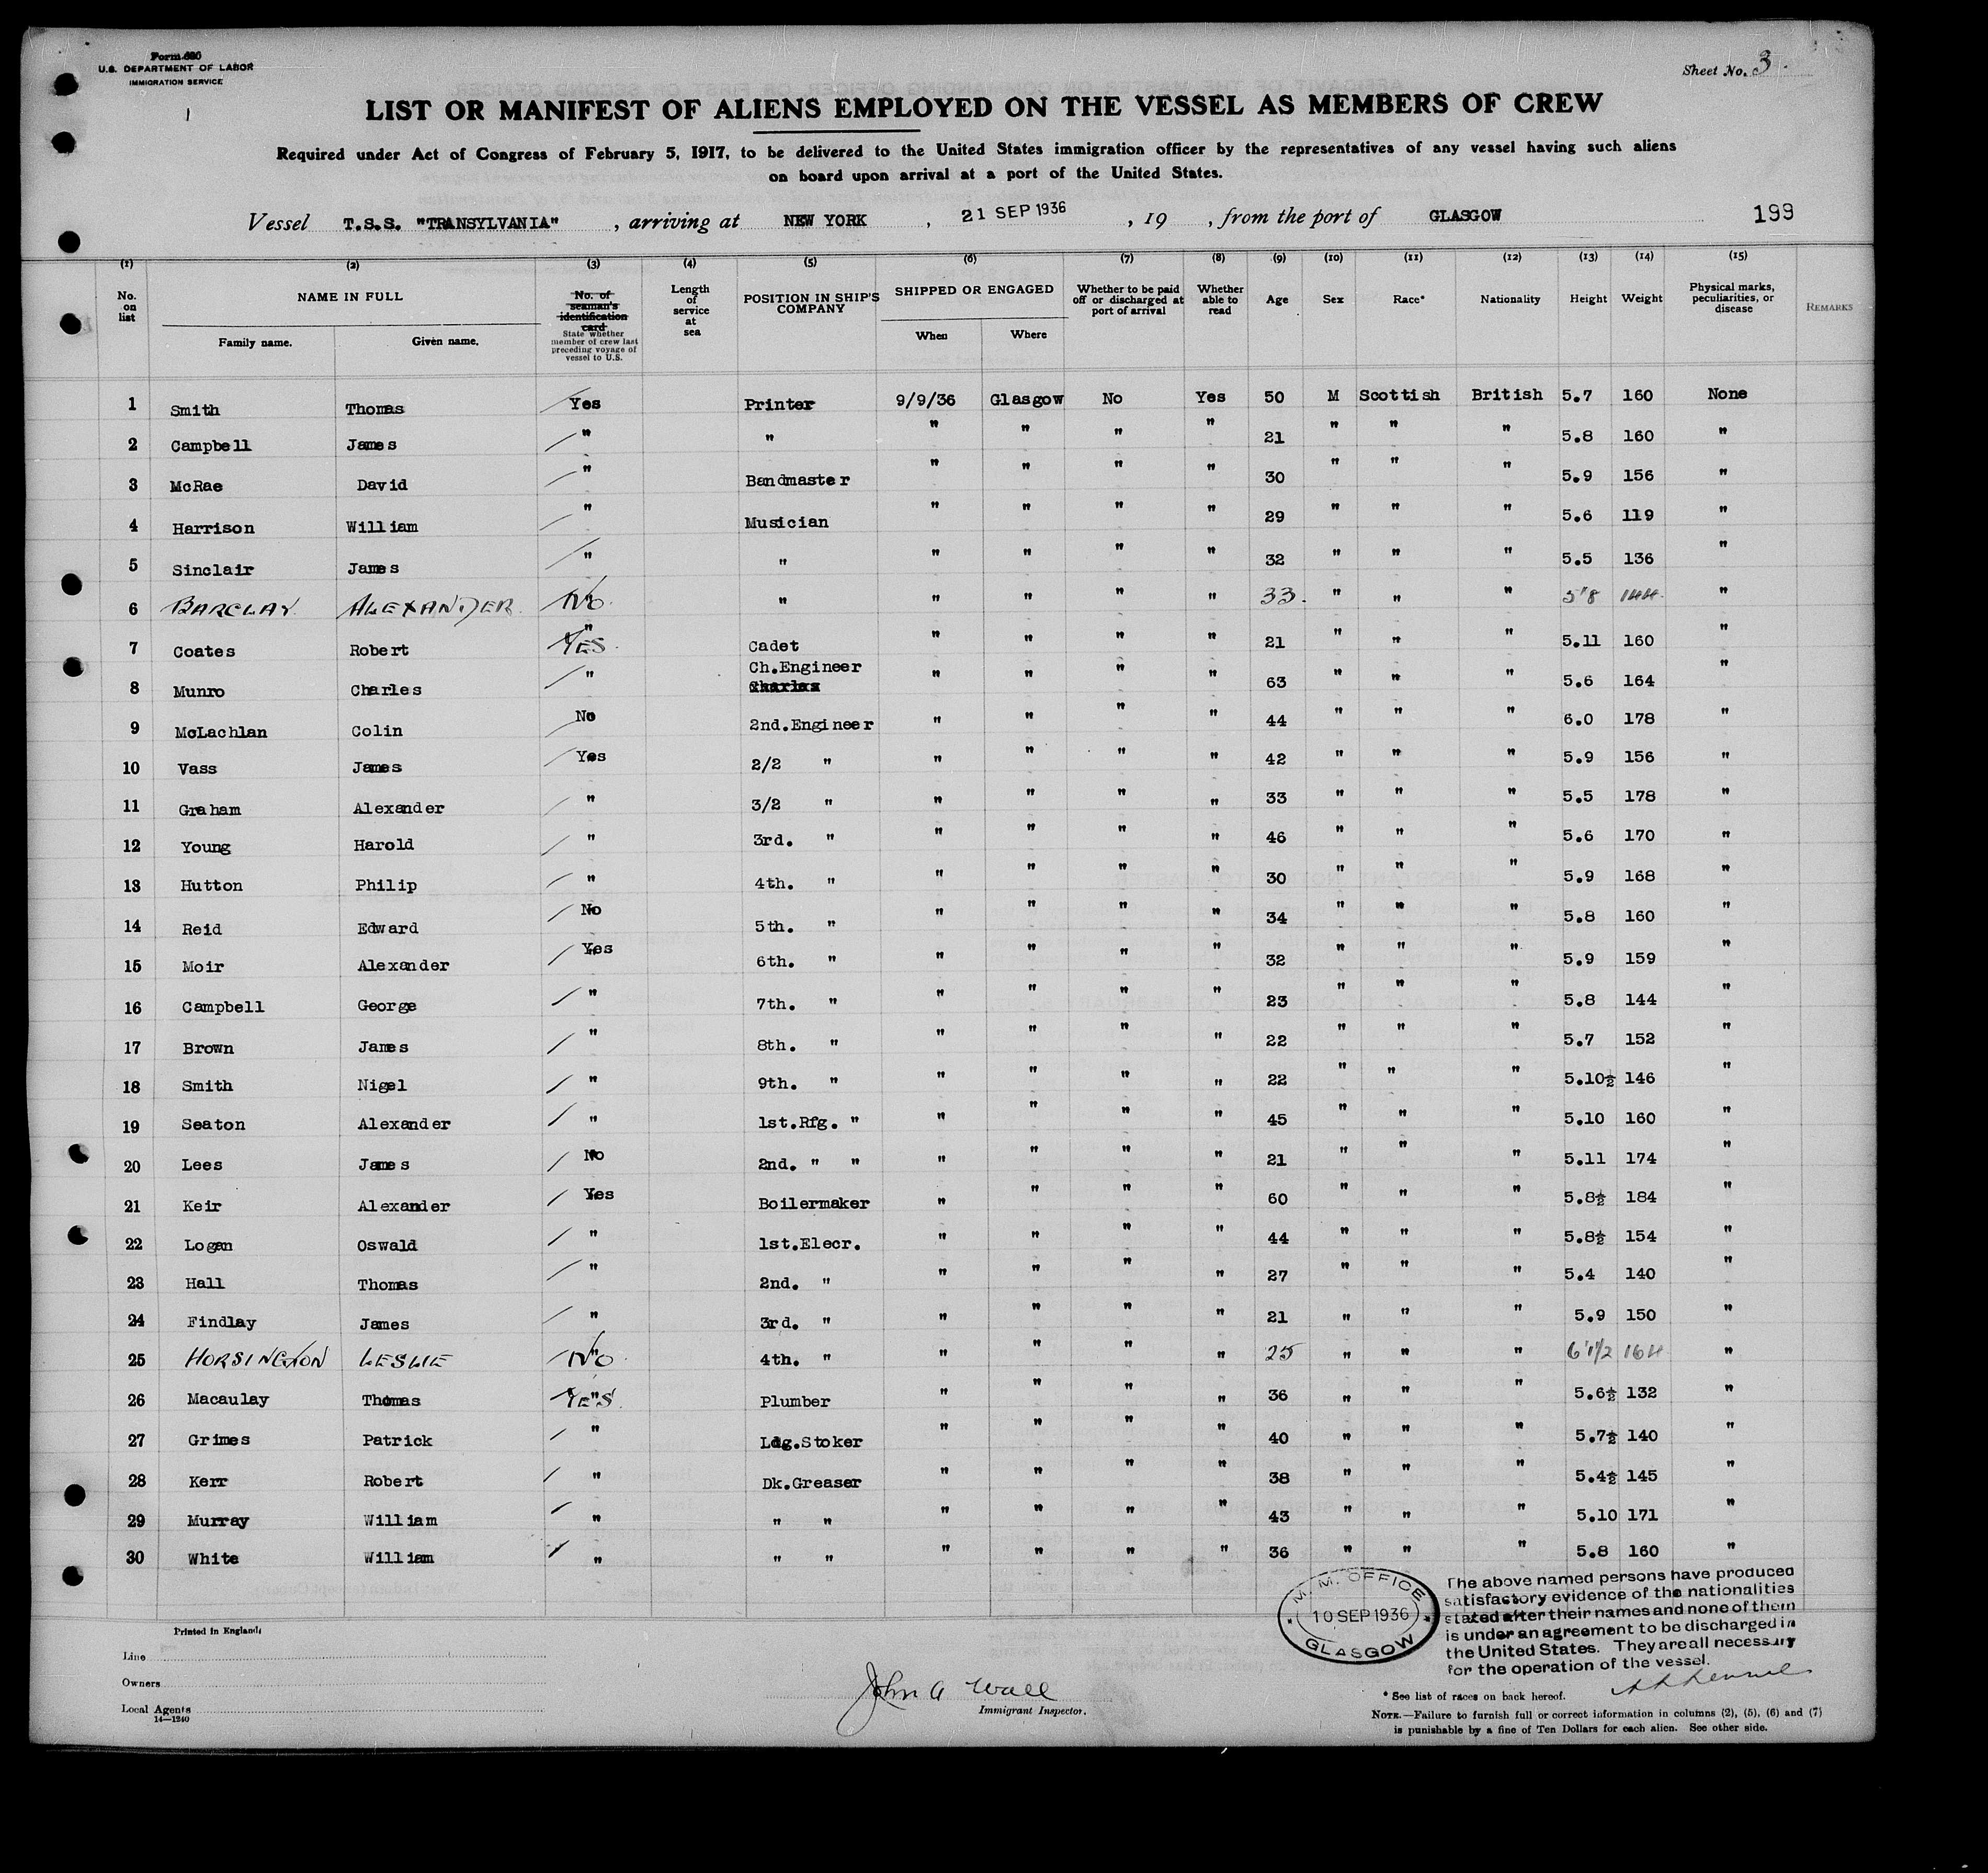 Form 680
U.S. DEPARTMENT OF LABOR
IMMIGRATION SERVICE
Sheet No. 3.
LIST OR MANIFEST OF ALIENS EMPLOYED ON THE VESSEL AS MEMBERS OF CREW
Required under Act of Congress of February 5, 1917, to be delivered to the United States immigration officer by the representatives of any vessel having such aliens
on board upon arrival at a port of the United States.
Vessel T.S.S. "TRANSYLVANIA" , arriving at NEW YORK , 21 SEP 1936 , 19 , from the port of GLASGOW 199
(1) (2) (3) (4) (5) (6) (7) (8) (9) (10) (11) (12) (13) (14) (15)
No. on list NAME IN FULL Family name. Given name. No. of seaman's identification card State whether member of crew last preceding voyage of vessel to U.S. Length of service at sea POSITION IN SHIP'S COMPANY SHIPPED OR ENGAGED When Where Whether to be paid off or discharged at port of arrival Whether able to read Age Sex Race* Nationality Height Weight Physical marks, peculiarities, or disease REMARKS
1 Smith Thomas Yes Printer 9/9/36 Glasgow No Yes 50 M Scottish British 5.7 160 None
2 Campbell James " " " " " " 21 " " " 5.8 160 "
3 McRae David " Bandmaster " " " " 30 " " " 5.9 156 "
4 Harrison William " Musician " " " " 29 " " " 5.6 119 "
5 Sinclair James " " " " " " 32 " " " 5.5 136 "
6 BARCLAY ALEXANDER No " " " " " 33. " " " 5"8 144 "
7 Coates Robert YES Cadet " " " " 21 " " " 5.11 160 "
8 Munro Charles " Ch.Engineer Charles " " " " 63 " " " 5.6 164 "
9 McLachlan Colin No 2nd.Engineer " " " " 44 " " " 6.0 178 "
10 Vass James Yes 2/2 " " " " " 42 " " " 5.9 156 "
11 Graham Alexander " 3/2 " " " " " 33 " " " 5.5 178 "
12 Young Harold " 3rd. " " " " " 46 " " " 5.6 170 "
13 Hutton Philip " 4th. " " " " " 30 " " " 5.9 168 "
14 Reid Edward No 5th. " " " " " 34 " " " 5.8 160 "
15 Moir Alexander Yes 6th. " " " " " 32 " " " 5.9 159 "
16 Campbell George " 7th. " " " " " 23 " " " 5.8 144 "
17 Brown James " 8th. " " " " " 22 " " " 5.7 152 "
18 Smith Nigel " 9th. " " " " " 22 " " " 5.10½ 146 "
19 Seaton Alexander " 1st.Rfg. " " " " " 45 " " " 5.10 160 "
20 Lees James No 2nd. " " " " " " 21 " " " 5.11 174 "
21 Keir Alexander Yes Boilermaker " " " " 60 " " " 5.8½ 184 "
22 Logan Oswald " 1st.Elecr. " " " " 44 " " " 5.8½ 154 "
23 Hall Thomas " 2nd. " " " " " 27 " " " 5.4 140 "
24 Findlay James " 3rd. " " " " " 21 " " " 5.9 150 "
25 HORSINGTON LESLIE No 4th. " " " " " 25 " " " 6'1½ 164 "
26 Macaulay Thomas YES Plumber " " " " 36 " " " 5.6½ 132 "
27 Grimes Patrick " Ldg.Stoker " " " " 40 " " " 5.7½ 140 "
28 Kerr Robert " Dk.Greaser " " " " 38 " " " 5.4½ 145 "
29 Murray William " " " " " " " 43 " " " 5.10 171 "
30 White William " " " " " " " 36 " " " 5.8 160 "
M. M. OFFICE
10 SEP 1936
GLASGOW
The above named persons have produced
satisfactory evidence of the nationalities
stated after their names and none of them
is under an agreement to be discharged in
the United States. They are all necessary
for the operation of the vessel.
Printed in England
Line
Owners
Local Agents
14—1240
John A Wall
Immigrant Inspector.
* See list of races on back hereof.
NOTE.—Failure to furnish full or correct information in columns (2), (5), (6) and (7)
is punishable by a fine of Ten Dollars for each alien. See other side.